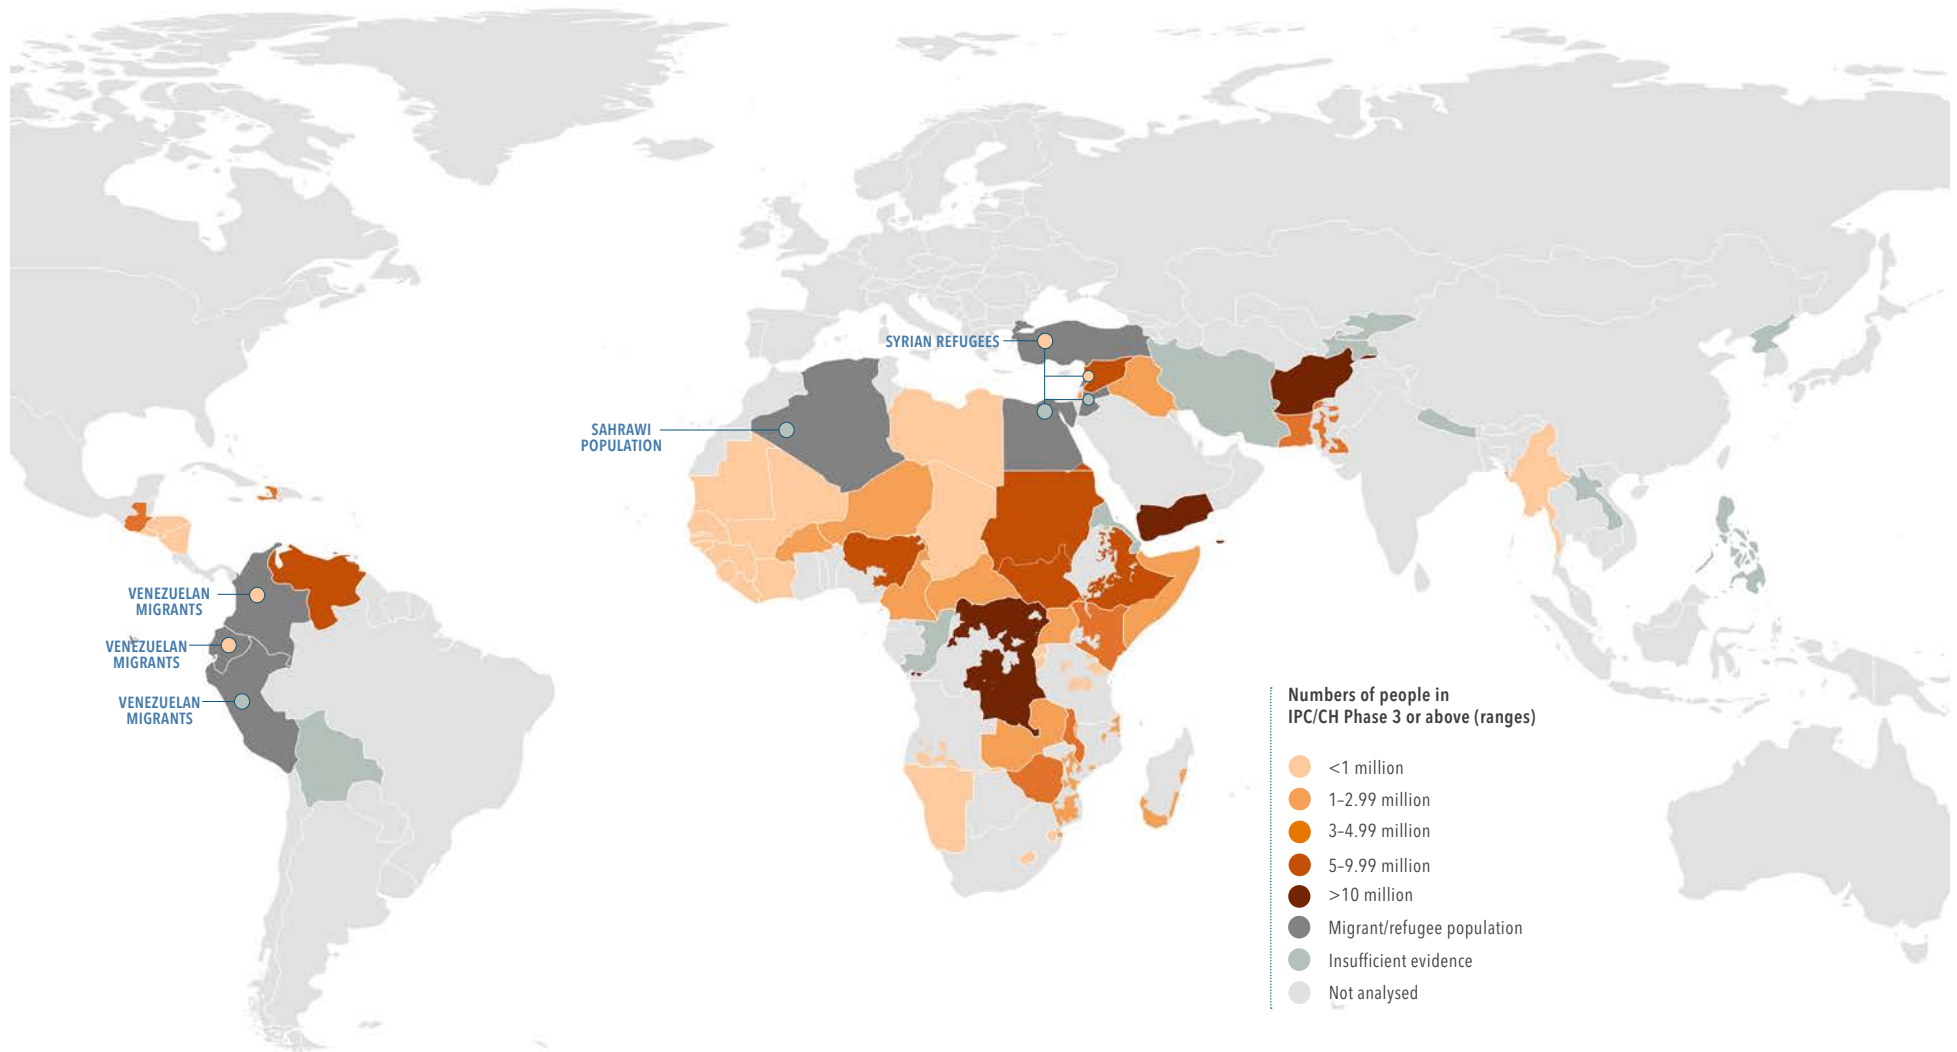 SYRIAN REFUGEES
SAHRAWI
POPULATION
VENEZUELAN
MIGRANTS
VENEZUELAN
MIGRANTS
VENEZUELAN
MIGRANTS
Numbers of people in
IPC/CH Phase 3 or above (ranges)
<1 million
1–2.99 million
3–4.99 million
5–9.99 million
>10 million
Migrant/refugee population
Insufficient evidence
Not analysed